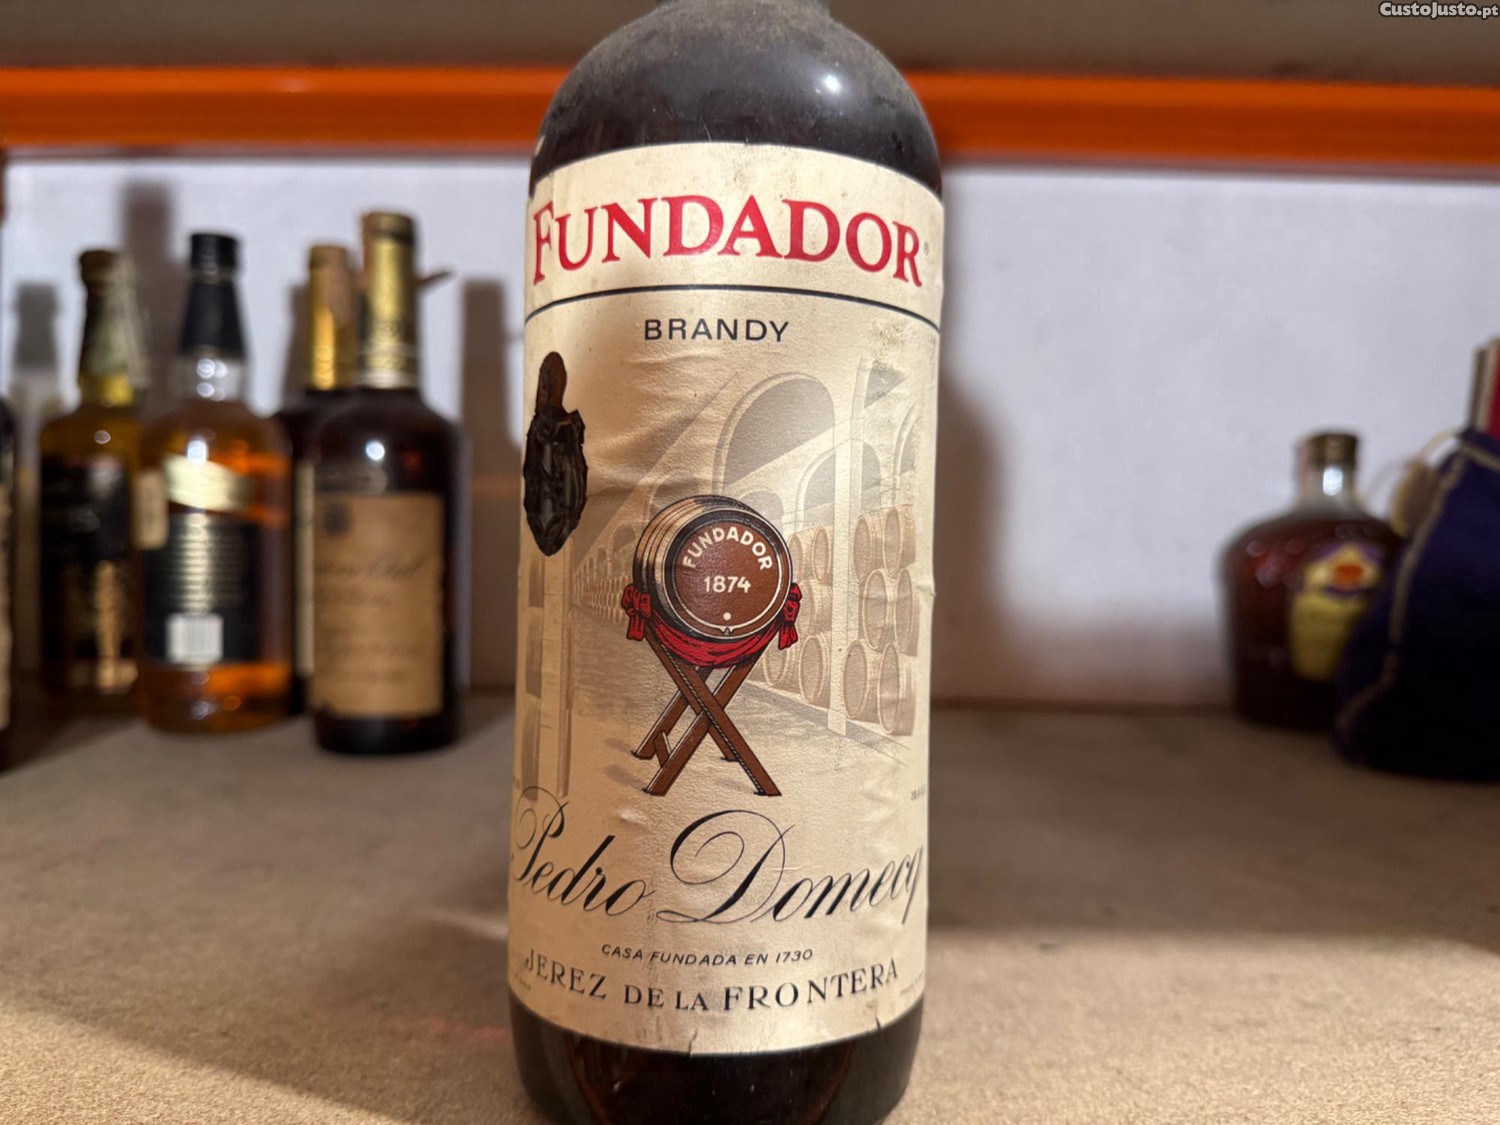 CustoJusto.pt
FUNDADOR®
BRANDY
FUNDADOR
1874
Pedro Domecq
CASA FUNDADA EN 1730
JEREZ DE LA FRONTERA